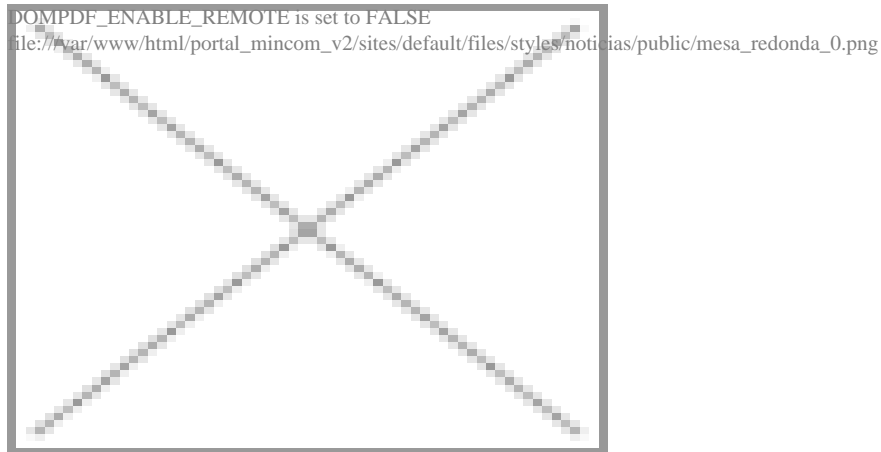 DOMPDF_ENABLE_REMOTE is set to FALSE
file:///var/www/html/portal_mincom_v2/sites/default/files/styles/noticias/public/mesa_redonda_0.png